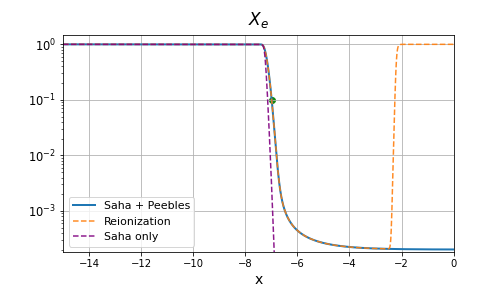 X_e
10^0
10^{-1}
10^{-2}
10^{-3}
Saha + Peebles
Reionization
Saha only
−14 −12 −10 −8 −6 −4 −2 0
x